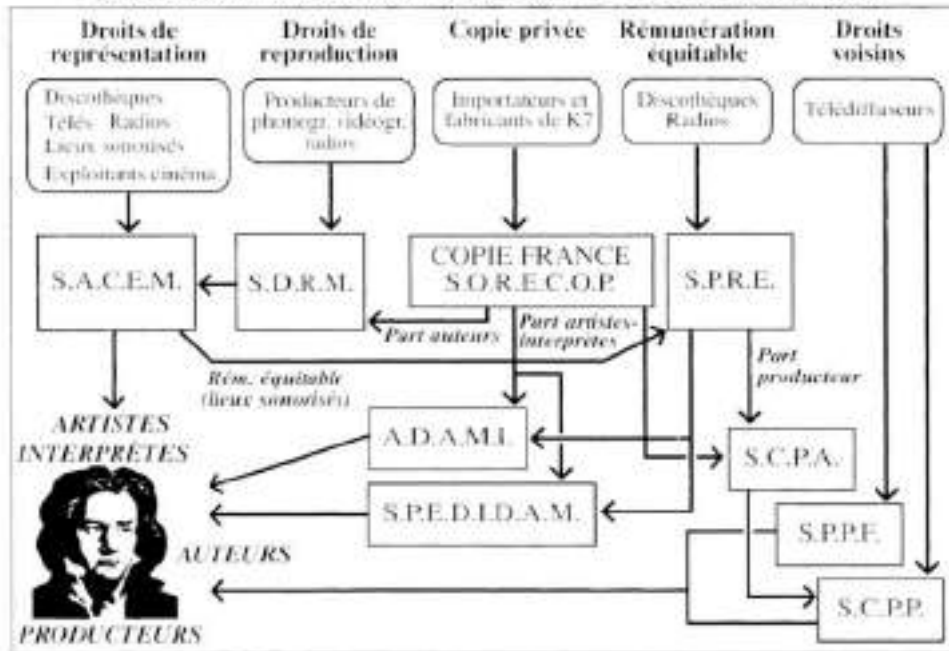 Droits de
représentation
Droits de
reproduction
Copie privée
Rémunération
équitable
Droits
voisins
Discothèques
Télés Radios
Lieux sonorisés
Exploitants cinéma
Producteurs de
phonogr. vidéogr.
radios
Importateurs et
fabricants de K7
Discothèques
Radios
Télédiffuseurs
S.A.C.E.M.
S.D.R.M.
COPIE FRANCE
S.O.R.E.C.O.P.
S.P.R.E.
Part auteurs
Part artistes-
interprètes
Part
producteur
Rém. équitable
(lieux sonorisés)
ARTISTES
INTERPRÈTES
A.D.A.M.I.
S.C.P.A.
S.P.E.D.I.D.A.M.
S.P.P.F.
AUTEURS
S.C.P.P.
PRODUCTEURS